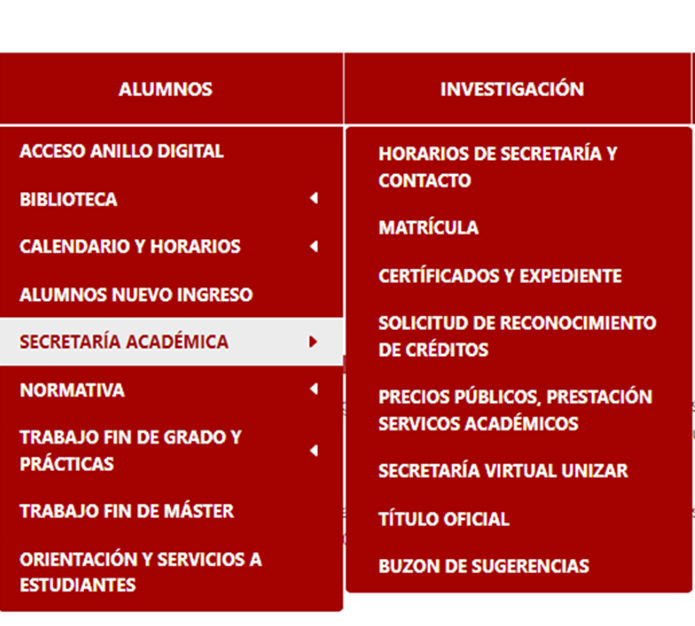 ALUMNOS
INVESTIGACIÓN
ACCESO ANILLO DIGITAL
BIBLIOTECA
CALENDARIO Y HORARIOS
ALUMNOS NUEVO INGRESO
SECRETARÍA ACADÉMICA
NORMATIVA
TRABAJO FIN DE GRADO Y
PRÁCTICAS
TRABAJO FIN DE MÁSTER
ORIENTACIÓN Y SERVICIOS A
ESTUDIANTES
HORARIOS DE SECRETARÍA Y
CONTACTO
MATRÍCULA
CERTÍFICADOS Y EXPEDIENTE
SOLICITUD DE RECONOCIMIENTO
DE CRÉDITOS
PRECIOS PÚBLICOS, PRESTACIÓN
SERVICOS ACADÉMICOS
SECRETARÍA VIRTUAL UNIZAR
TÍTULO OFICIAL
BUZON DE SUGERENCIAS